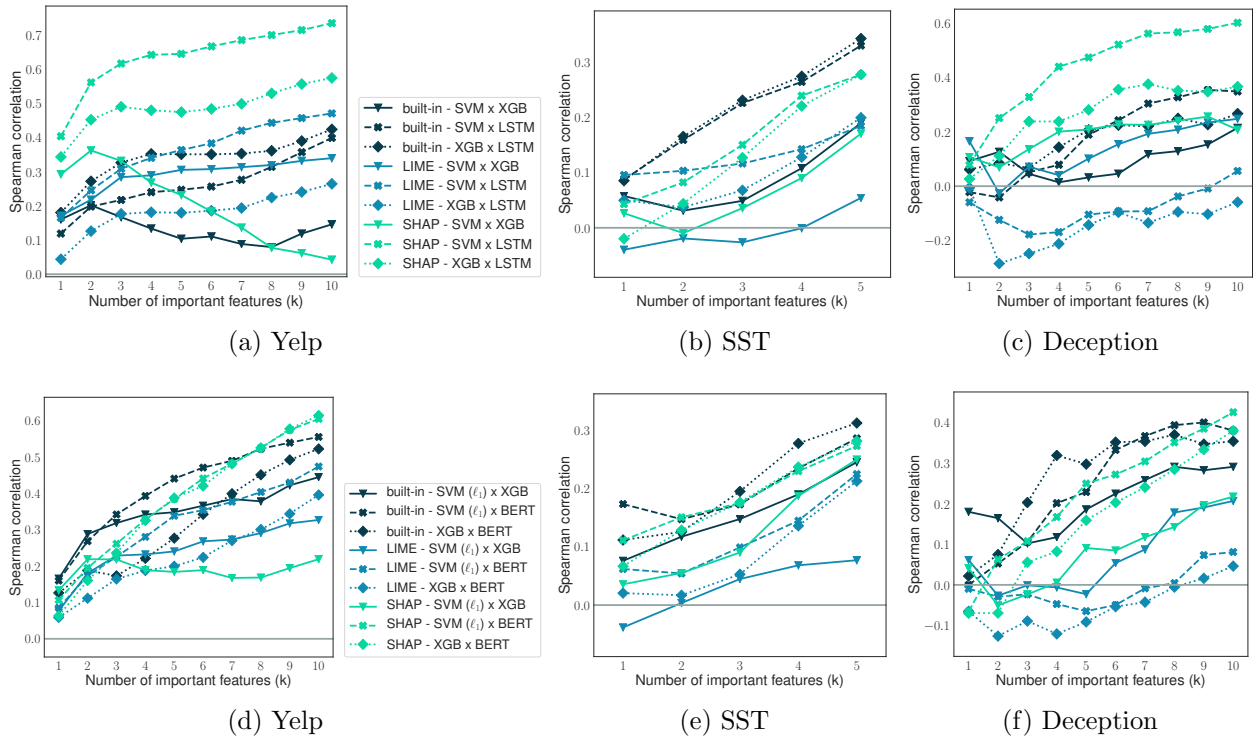 Spearman correlation
0.7
0.6
0.5
0.4
0.3
0.2
0.1
0.0
1 2 3 4 5 6 7 8 9 10
Number of important features (k)
built-in - SVM x XGB
built-in - SVM x LSTM
built-in - XGB x LSTM
LIME - SVM x XGB
LIME - SVM x LSTM
LIME - XGB x LSTM
SHAP - SVM x XGB
SHAP - SVM x LSTM
SHAP - XGB x LSTM
Spearman correlation
0.3
0.2
0.1
0.0
1 2 3 4 5
Number of important features (k)
Spearman correlation
0.6
0.4
0.2
0.0
−0.2
1 2 3 4 5 6 7 8 9 10
Number of important features (k)
(a) Yelp
(b) SST
(c) Deception
Spearman correlation
0.6
0.5
0.4
0.3
0.2
0.1
0.0
1 2 3 4 5 6 7 8 9 10
Number of important features (k)
built-in - SVM (ℓ₁) x XGB
built-in - SVM (ℓ₁) x BERT
built-in - XGB x BERT
LIME - SVM (ℓ₁) x XGB
LIME - SVM (ℓ₁) x BERT
LIME - XGB x BERT
SHAP - SVM (ℓ₁) x XGB
SHAP - SVM (ℓ₁) x BERT
SHAP - XGB x BERT
Spearman correlation
0.3
0.2
0.1
0.0
1 2 3 4 5
Number of important features (k)
Spearman correlation
0.4
0.3
0.2
0.1
0.0
−0.1
1 2 3 4 5 6 7 8 9 10
Number of important features (k)
(d) Yelp
(e) SST
(f) Deception